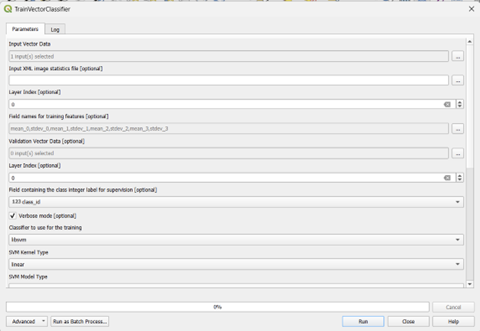 TrainVectorClassifier
Parameters Log
Input Vector Data
1 input(s) selected ...
Input XML image statistics file [optional]
...
Layer Index [optional]
0
Field names for training features [optional]
mean_0,stdev_0,mean_1,stdev_1,mean_2,stdev_2,mean_3,stdev_3 ...
Validation Vector Data [optional]
0 input(s) selected ...
Layer Index [optional]
0
Field containing the class integer label for supervision [optional]
123 class_id
Verbose mode [optional]
Classifier to use for the training
libsvm
SVM Kernel Type
linear
SVM Model Type
0% Cancel
Advanced Run as Batch Process... Run Close Help